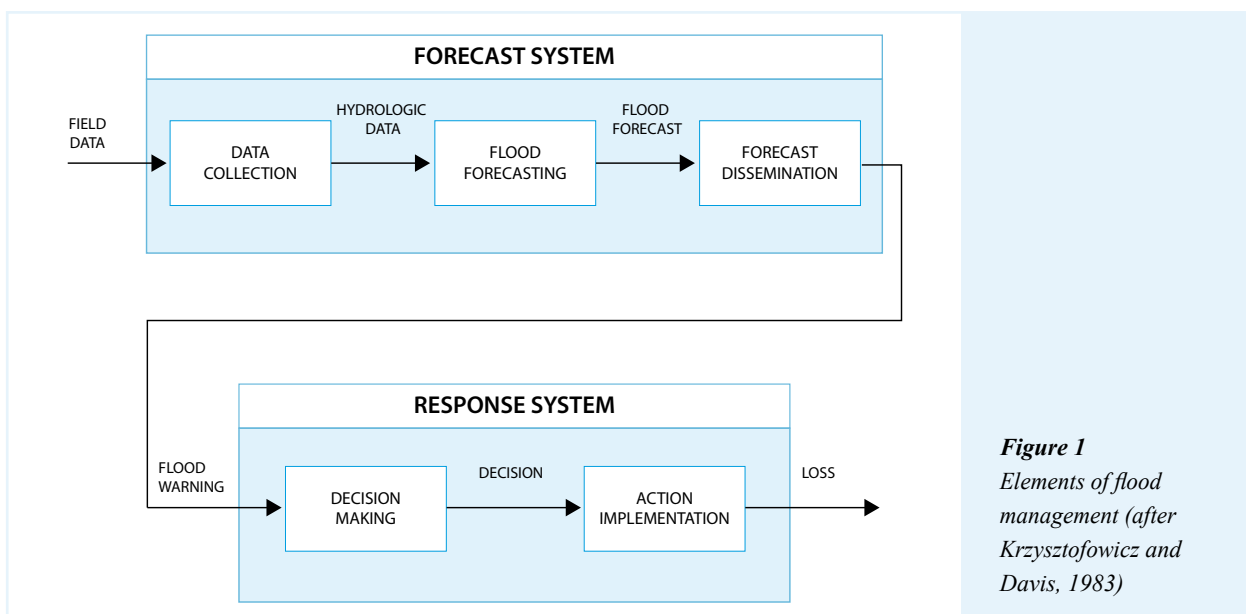 FORECAST SYSTEM
FIELD
DATA
DATA
COLLECTION
HYDROLOGIC
DATA
FLOOD
FORECASTING
FLOOD
FORECAST
FORECAST
DISSEMINATION
RESPONSE SYSTEM
FLOOD
WARNING
DECISION
MAKING
DECISION
ACTION
IMPLEMENTATION
LOSS
Figure 1
Elements of flood
management (after
Krzysztofowicz and
Davis, 1983)